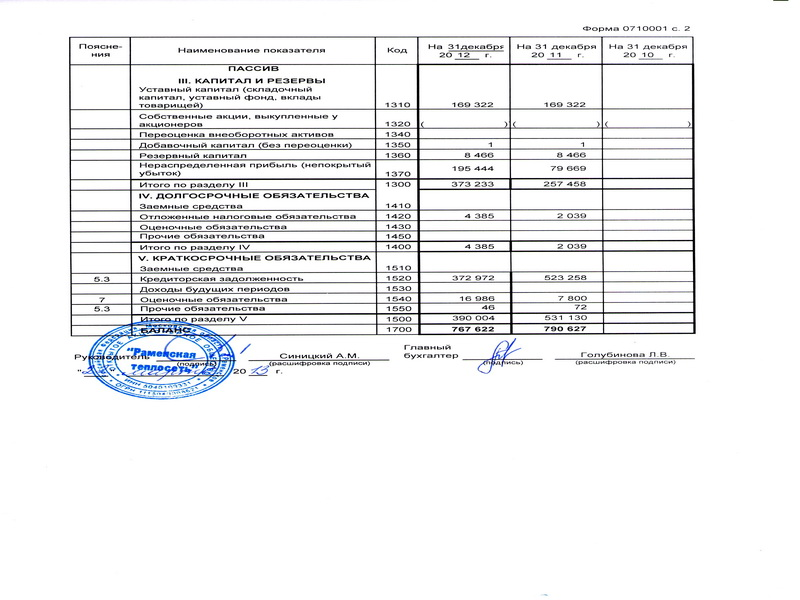 Форма 0710001 с. 2
Поясне-
ния
Наименование показателя
Код
На 31декабря
20 12 г.
На 31 декабря
20 11 г.
На 31 декабря
20 10 г.
ПАССИВ
III. КАПИТАЛ И РЕЗЕРВЫ
Уставный капитал (складочный
капитал, уставный фонд, вклады
товарищей) 1310 169 322 169 322
Собственные акции, выкупленные у
акционеров 1320 ( ) ( ) ( )
Переоценка внеоборотных активов 1340
Добавочный капитал (без переоценки) 1350 1 1
Резервный капитал 1360 8 466 8 466
Нераспределенная прибыль (непокрытый
убыток) 1370 195 444 79 669
Итого по разделу III 1300 373 233 257 458
IV. ДОЛГОСРОЧНЫЕ ОБЯЗАТЕЛЬСТВА
Заемные средства 1410
Отложенные налоговые обязательства 1420 4 385 2 039
Оценочные обязательства 1430
Прочие обязательства 1450
Итого по разделу IV 1400 4 385 2 039
V. КРАТКОСРОЧНЫЕ ОБЯЗАТЕЛЬСТВА
Заемные средства 1510
5.3 Кредиторская задолженность 1520 372 972 523 258
Доходы будущих периодов 1530
7 Оценочные обязательства 1540 16 986 7 800
5.3 Прочие обязательства 1550 46 72
Итого по разделу V 1500 390 004 531 130
БАЛАНС 1700 767 622 790 627
Руководитель
(подпись)
Синицкий А.М.
(расшифровка подписи)
Главный
бухгалтер
(подпись)
Голубинова Л.В.
(расшифровка подписи)
"Раменская
теплосеть"
20 13 г.